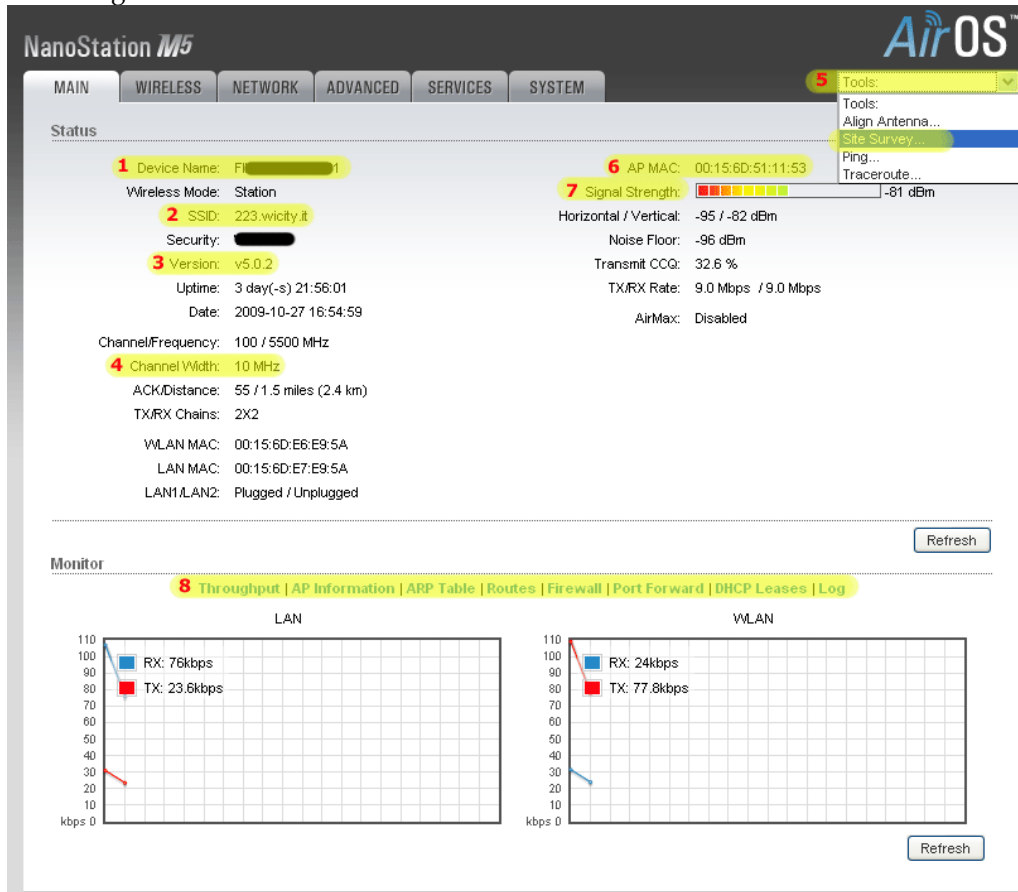 NanoStation M5
AirOS™
MAIN WIRELESS NETWORK ADVANCED SERVICES SYSTEM
5 Tools:
Tools:
Align Antenna...
Site Survey...
Ping...
Traceroute...
Status
1 Device Name: 1
Wireless Mode: Station
2 SSID: 223.wicity.it
Security:
3 Version: v5.0.2
Uptime: 3 day(-s) 21:56:01
Date: 2009-10-27 16:54:59
Channel/Frequency: 100 / 5500 MHz
4 Channel Width: 10 MHz
ACK/Distance: 55 / 1.5 miles (2.4 km)
TX/RX Chains: 2X2
WLAN MAC: 00:15:6D:E6:E9:5A
LAN MAC: 00:15:6D:E7:E9:5A
LAN1/LAN2: Plugged / Unplugged
6 AP MAC: 00:15:6D:51:11:53
7 Signal Strength: -81 dBm
Horizontal / Vertical: -95 / -82 dBm
Noise Floor: -96 dBm
Transmit CCQ: 32.6 %
TX/RX Rate: 9.0 Mbps / 9.0 Mbps
AirMax: Disabled
Refresh
Monitor
8 Throughput | AP Information | ARP Table | Routes | Firewall | Port Forward | DHCP Leases | Log
LAN
110
100
90
80
70
60
50
40
30
20
10
kbps 0
RX: 76kbps
TX: 23.6kbps
WLAN
110
100
90
80
70
60
50
40
30
20
10
kbps 0
RX: 24kbps
TX: 77.8kbps
Refresh